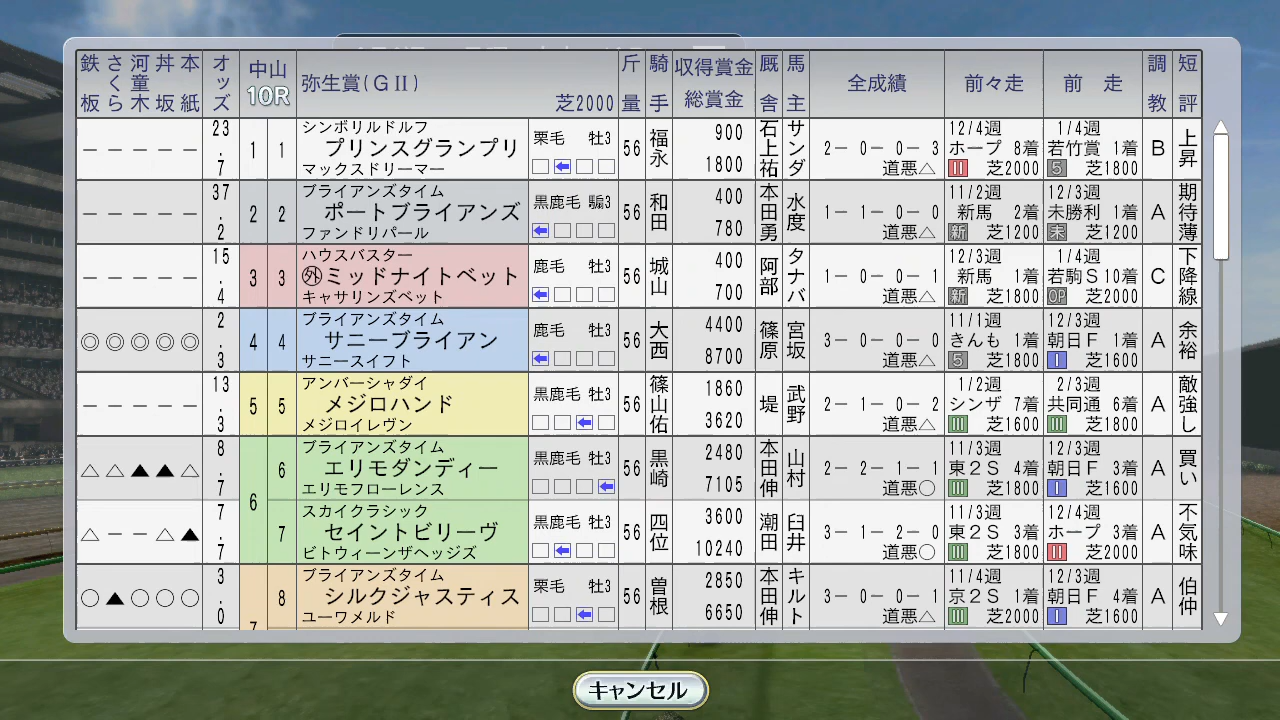 鉄板 さくら 河童木 丼坂 本紙 オッズ 中山10R 弥生賞(GⅡ) 芝2000 斤量 騎手 収得賞金 総賞金 厩舎 馬主 全成績 前々走 前走 調教 短評
－－－－－ 23.7 1 1 シンボリルドルフ 栗毛 牡3 56 福永 900 石上祐 サンダ 2－0－0－3 12/4週 1/4週 B 上昇
プリンスグランプリ ホープ 8着 若竹賞 1着
マックスドリーマー 1800 道悪△ Ⅱ 芝2000 5 芝1800
－－－－－ 37.2 2 2 ブライアンズタイム 黒鹿毛 騸3 56 和田 400 本田勇 水度 1－1－0－0 11/2週 12/3週 A 期待薄
ポートブライアンズ 新馬 2着 未勝利 1着
ファンドリパール 780 道悪△ 新 芝1200 未 芝1200
－－－－－ 15.4 3 3 ハウスバスター 鹿毛 牡3 56 城山 400 阿部 タナバ 1－0－0－1 12/3週 1/4週 C 下降線
外ミッドナイトベット 新馬 1着 若駒S 10着
キャサリンズベット 700 道悪△ 新 芝1800 OP 芝2000
◎◎◎◎◎ 2.3 4 4 ブライアンズタイム 鹿毛 牡3 56 大西 4400 篠原 宮坂 3－0－0－0 11/1週 12/3週 A 余裕
サニーブライアン きんも 1着 朝日F 1着
サニースイフト 8700 道悪△ 5 芝1800 Ⅰ 芝1600
－－－－－ 13.3 5 5 アンバーシャダイ 黒鹿毛 牡3 56 篠山佑 1860 堤 武野 2－1－0－2 1/2週 2/3週 A 敵強し
メジロハンド シンザ 7着 共同通 6着
メジロイレヴン 3620 道悪△ Ⅲ 芝1600 Ⅲ 芝1800
△△▲▲△ 8.7 6 6 ブライアンズタイム 黒鹿毛 牡3 56 黒崎 2480 本田伸 山村 2－2－1－1 11/3週 12/3週 A 買い
エリモダンディー 東2S 4着 朝日F 3着
エリモフローレンス 7105 道悪○ Ⅲ 芝1800 Ⅰ 芝1600
△－－△▲ 7.7 7 スカイクラシック 黒鹿毛 牡3 56 四位 3600 潮田 臼井 3－1－2－0 11/3週 12/4週 A 不気味
セイントビリーヴ 東2S 3着 ホープ 3着
ビトウィーンザヘッジズ 10240 道悪○ Ⅲ 芝1800 Ⅱ 芝2000
○▲○○○ 3.0 7 8 ブライアンズタイム 栗毛 牡3 56 曽根 2850 本田伸 キルト 3－0－0－1 11/4週 12/3週 A 伯仲
シルクジャスティス 京2S 1着 朝日F 4着
ユーワメルド 6650 道悪△ Ⅲ 芝2000 Ⅰ 芝1600
キャンセル